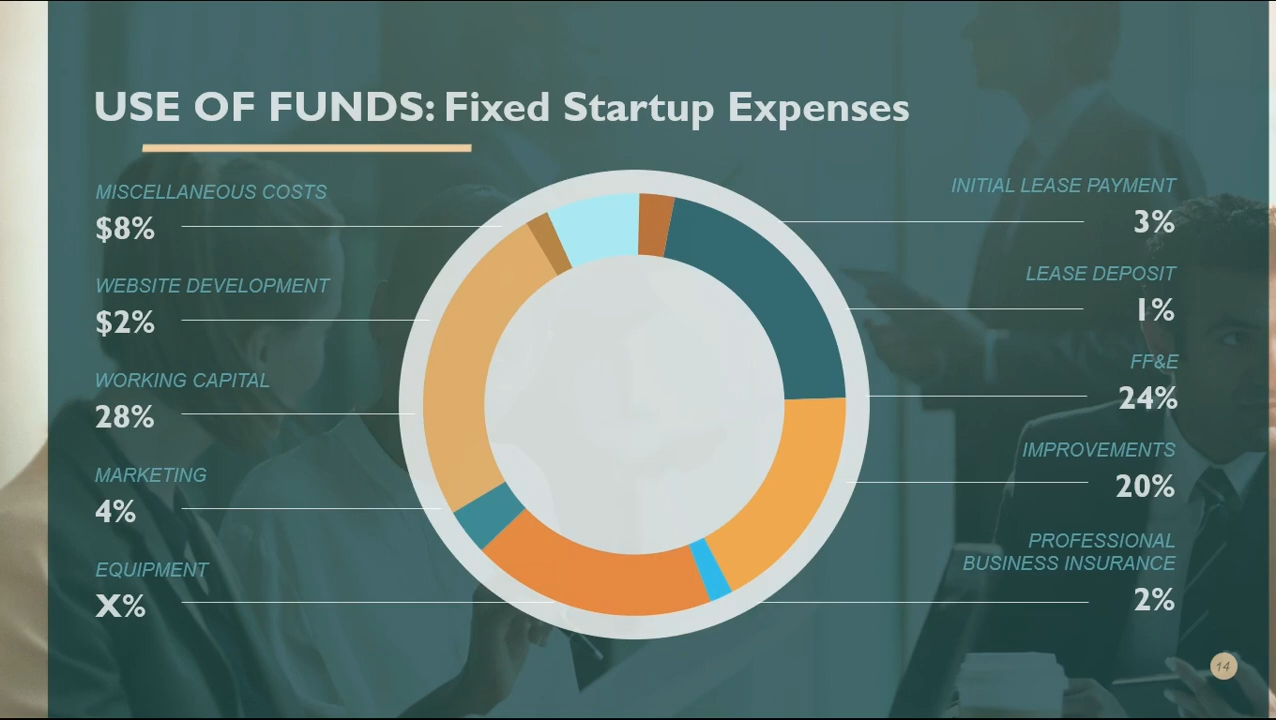 USE OF FUNDS: Fixed Startup Expenses
MISCELLANEOUS COSTS
$8%
WEBSITE DEVELOPMENT
$2%
WORKING CAPITAL
28%
MARKETING
4%
EQUIPMENT
X%
INITIAL LEASE PAYMENT
3%
LEASE DEPOSIT
1%
FF&E
24%
IMPROVEMENTS
20%
PROFESSIONAL
BUSINESS INSURANCE
2%
14